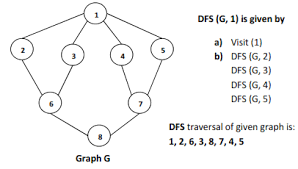 1
2
3
4
5
6
7
8
Graph G
DFS (G, 1) is given by
a) Visit (1)
b) DFS (G, 2)
DFS (G, 3)
DFS (G, 4)
DFS (G, 5)
DFS traversal of given graph is:
1, 2, 6, 3, 8, 7, 4, 5